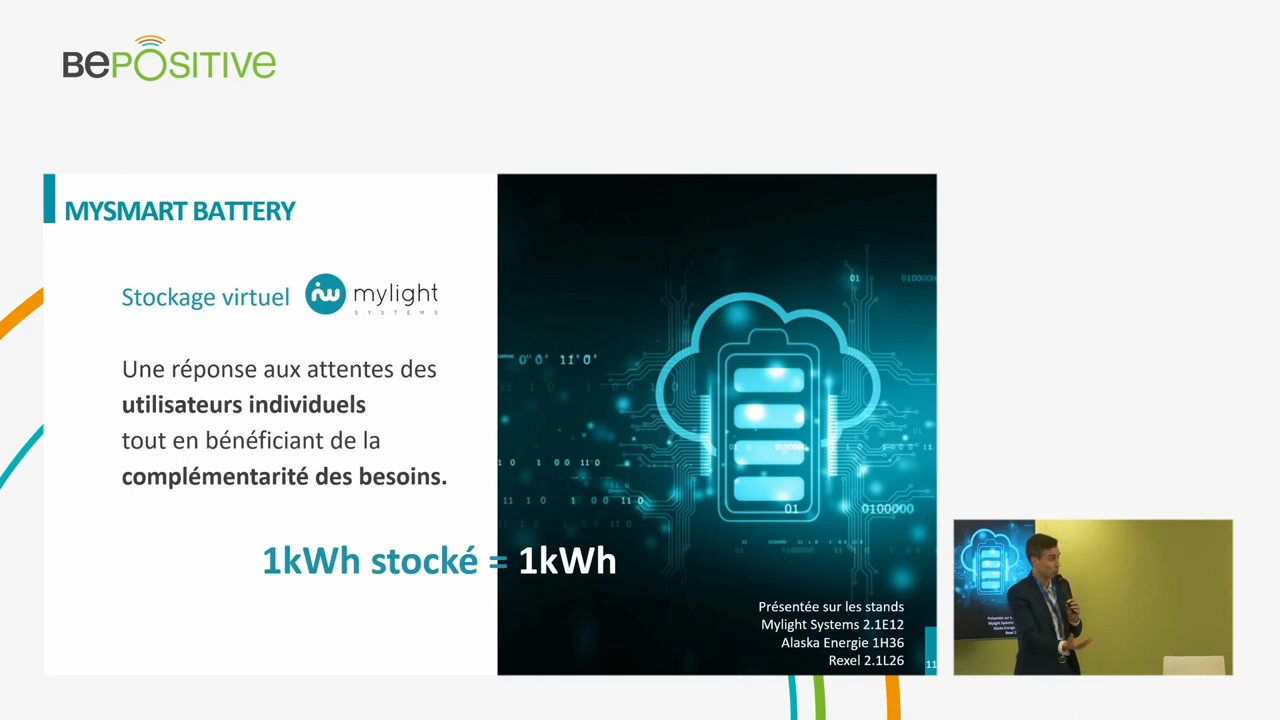 BePOSITIVE
MYSMART BATTERY
Stockage virtuel
mylight
SYSTEMS
Une réponse aux attentes des
utilisateurs individuels
tout en bénéficiant de la
complémentarité des besoins.
1kWh stocké = 1kWh
Présentée sur les stands
Mylight Systems 2.1E12
Alaska Energie 1H36
Rexel 2.1L26